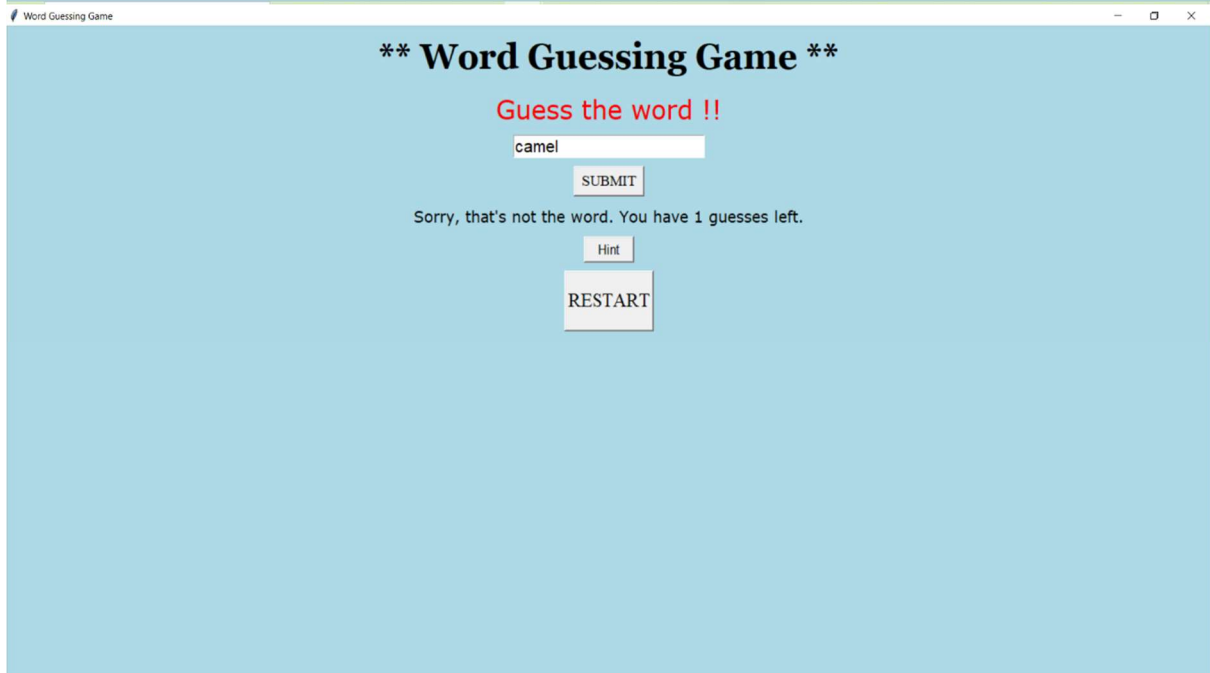 Word Guessing Game
** Word Guessing Game **
Guess the word !!
camel
SUBMIT
Sorry, that's not the word. You have 1 guesses left.
Hint
RESTART